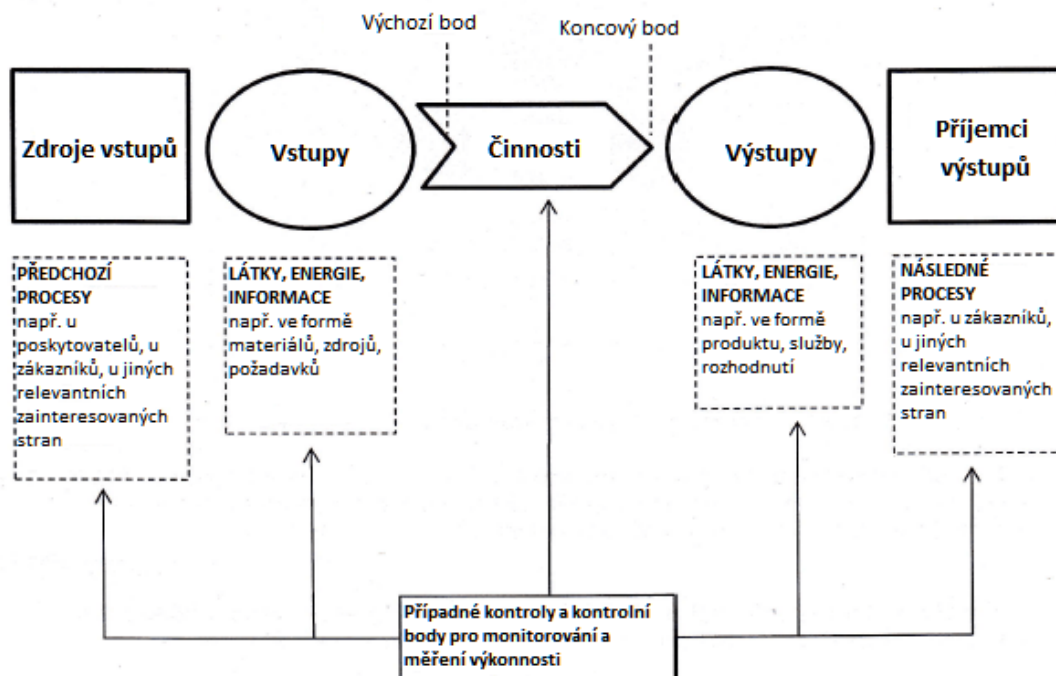 Výchozí bod
Koncový bod
Zdroje vstupů
Vstupy
Činnosti
Výstupy
Příjemci
výstupů
PŘEDCHOZÍ
PROCESY
např. u
poskytovatelů, u
zákazníků, u jiných
relevantních
zainteresovaných
stran
LÁTKY, ENERGIE,
INFORMACE
např. ve formě
materiálů, zdrojů,
požadavků
LÁTKY, ENERGIE,
INFORMACE
např. ve formě
produktu, služby,
rozhodnutí
NÁSLEDNÉ
PROCESY
např. u zákazníků,
u jiných
relevantních
zainteresovaných
stran
Případné kontroly a kontrolní
body pro monitorování a
měření výkonnosti